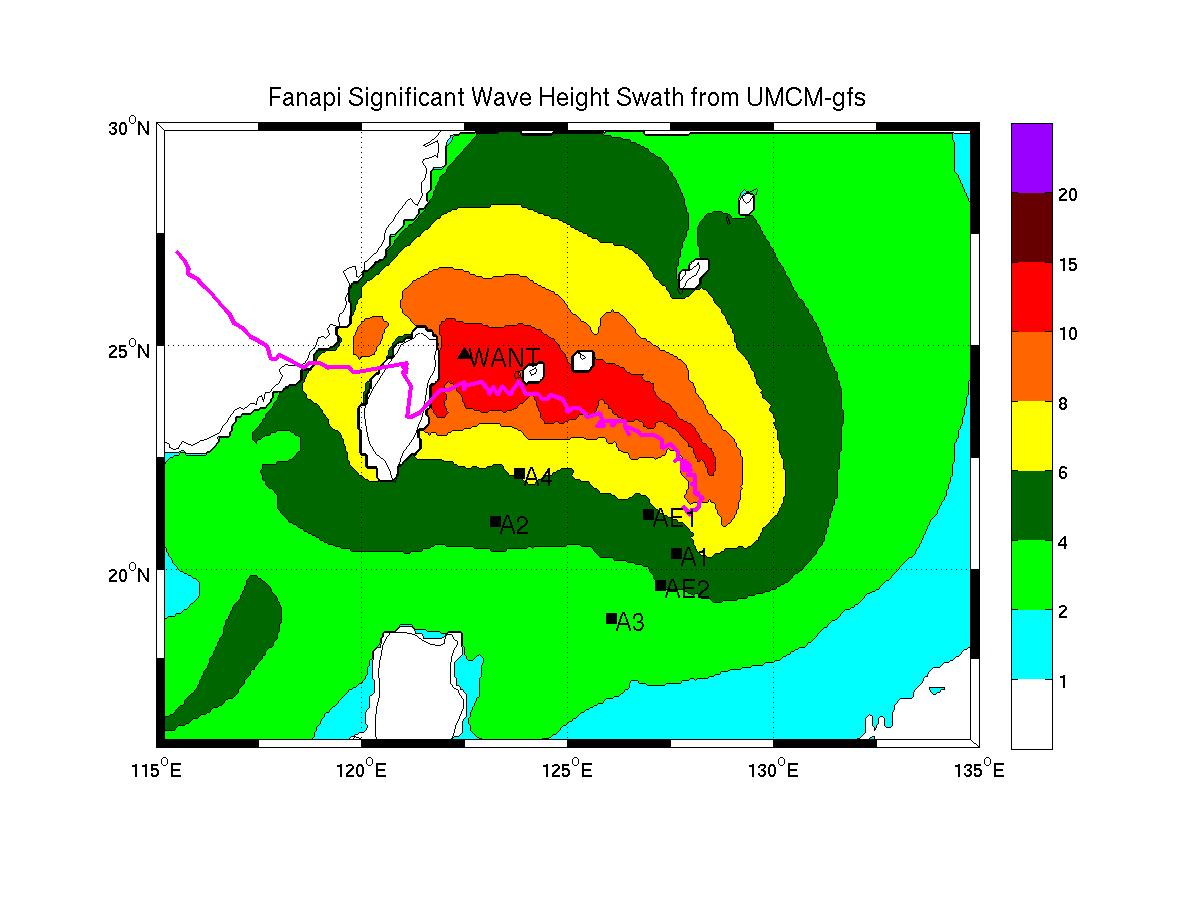 Fanapi Significant Wave Height Swath from UMCM-gfs
30°N
25°N
20°N
115°E
120°E
125°E
130°E
135°E
WANT
A4
A2
AE1
A1
AE2
A3
20
15
10
8
6
4
2
1